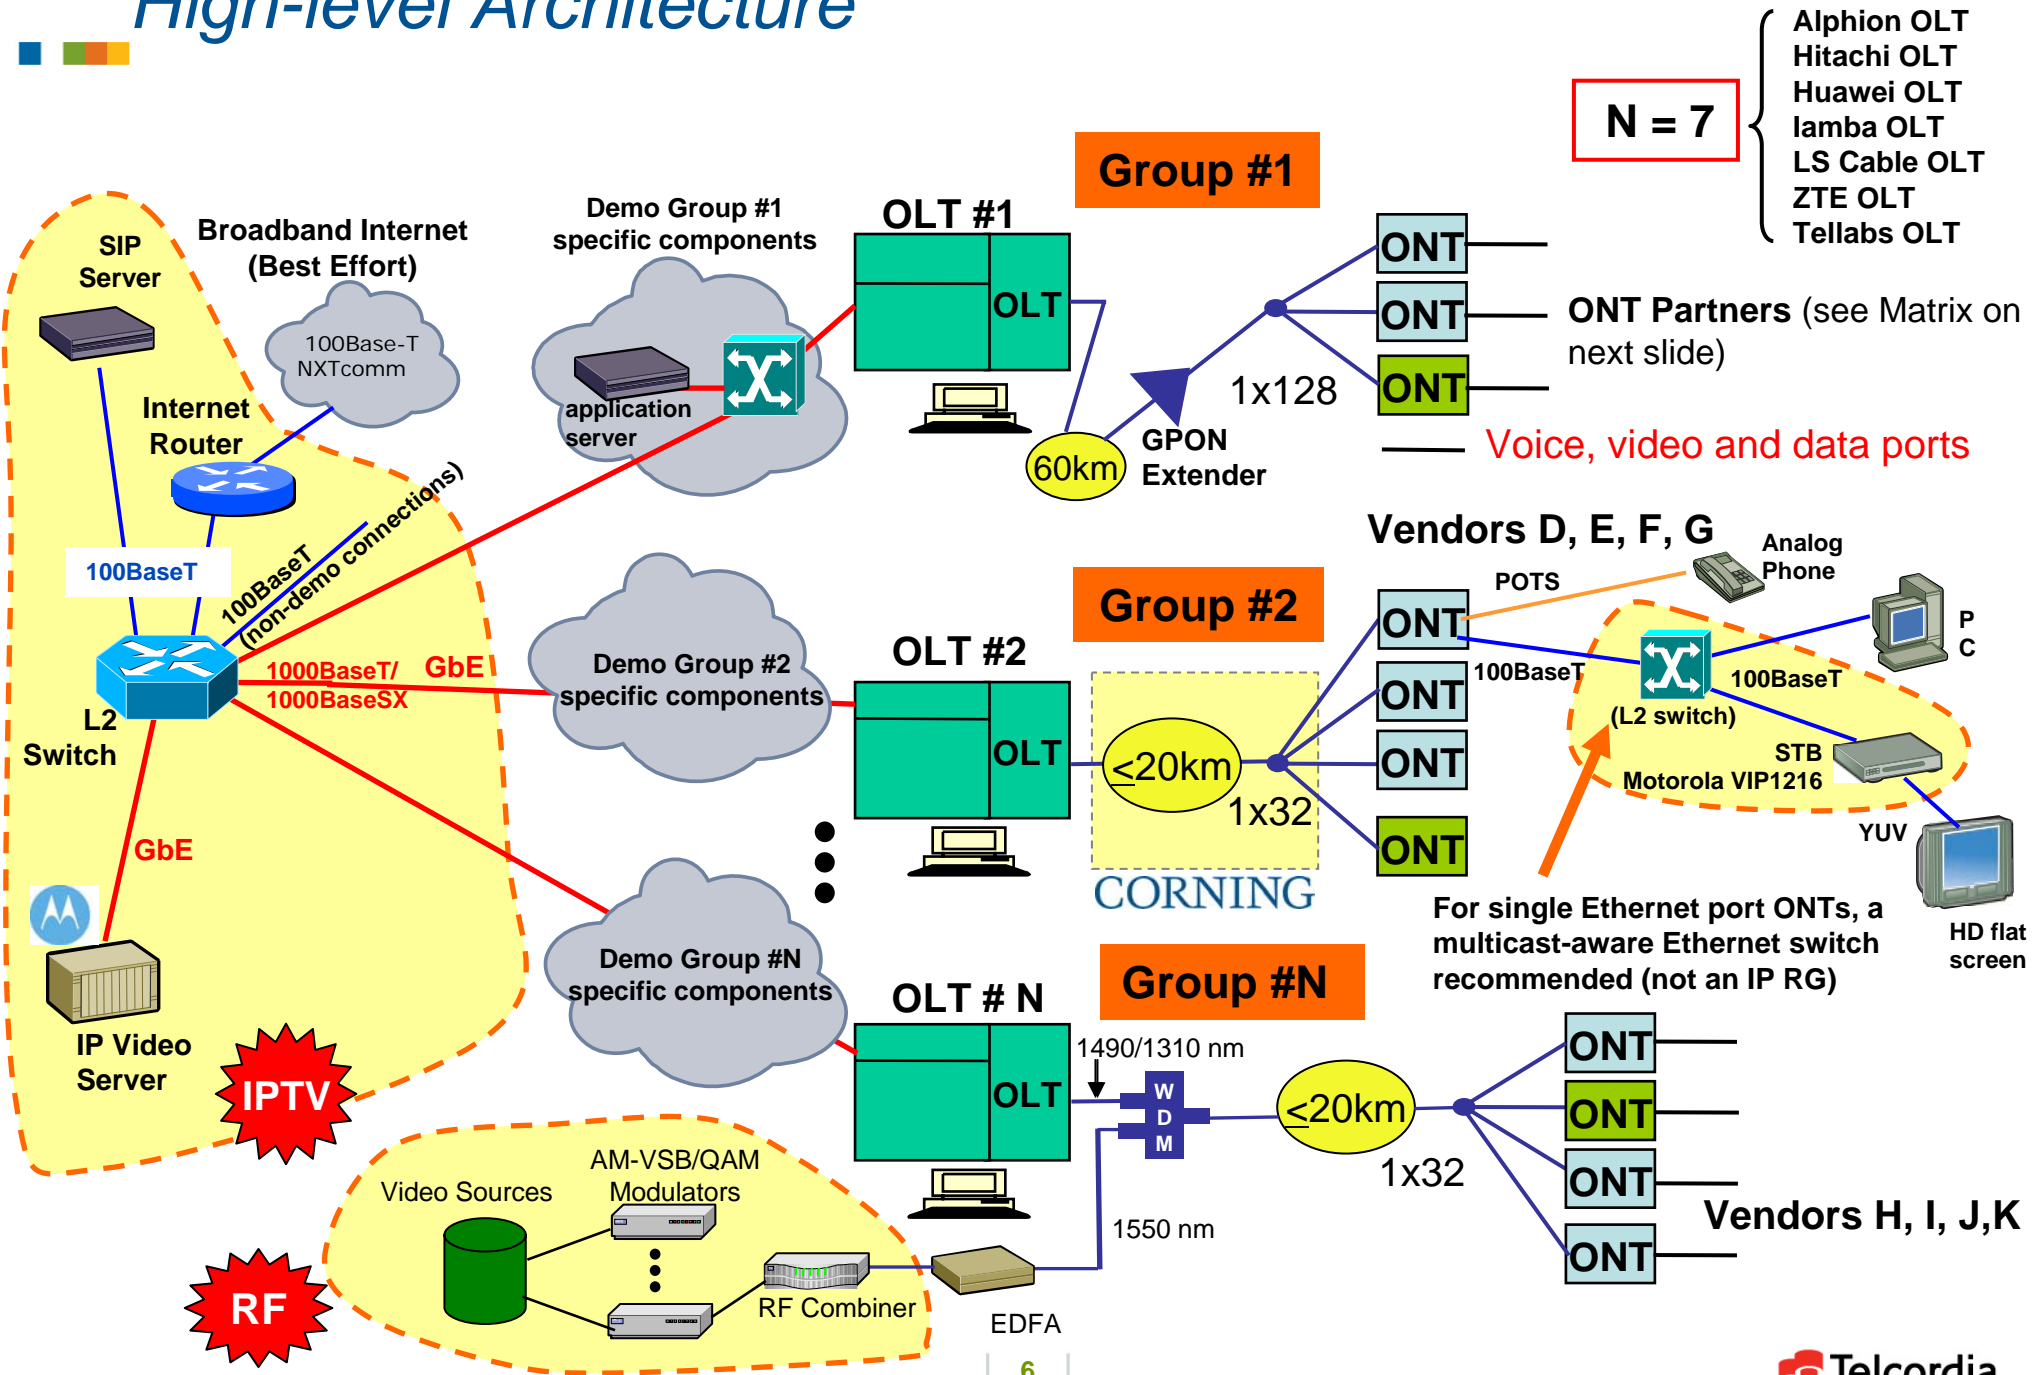 High-level Architecture
Alphion OLT
Hitachi OLT
Huawei OLT
Iamba OLT
LS Cable OLT
ZTE OLT
Tellabs OLT
N = 7
Group #1
SIP
Server
Broadband Internet
(Best Effort)
100Base-T
NXTcomm
Internet
Router
Demo Group #1
specific components
application
server
OLT #1
OLT
60km
GPON
Extender
1x128
ONT
ONT
ONT
ONT Partners (see Matrix on
next slide)
Voice, video and data ports
100BaseT
100BaseT
(non-demo connections)
1000BaseT/
1000BaseSX
GbE
L2
Switch
GbE
IP Video
Server
IPTV
Demo Group #2
specific components
OLT #2
OLT
Group #2
<20km
1x32
CORNING
Vendors D, E, F, G
ONT
ONT
ONT
ONT
POTS
Analog
Phone
100BaseT
P
C
100BaseT
(L2 switch)
STB
Motorola VIP1216
YUV
HD flat
screen
For single Ethernet port ONTs, a
multicast-aware Ethernet switch
recommended (not an IP RG)
Demo Group #N
specific components
OLT # N
OLT
Group #N
1490/1310 nm
W
D
M
<20km
1x32
ONT
ONT
ONT
ONT
Vendors H, I, J,K
1550 nm
RF
Video Sources
AM-VSB/QAM
Modulators
RF Combiner
EDFA
6
Telcordia